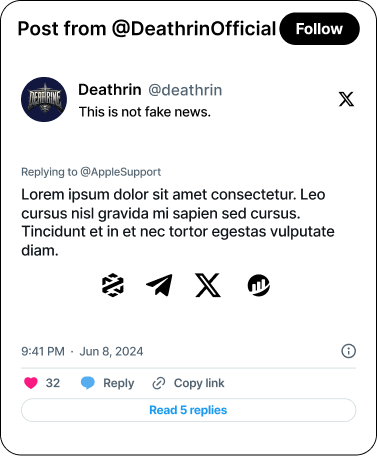 Post from @DeathrinOfficial
Follow
Deathrin @deathrin
This is not fake news.
Replying to @AppleSupport
Lorem ipsum dolor sit amet consectetur. Leo
cursus nisl gravida mi sapien sed cursus.
Tincidunt et in et nec tortor egestas vulputate
diam.
9:41 PM · Jun 8, 2024
32 Reply Copy link
Read 5 replies